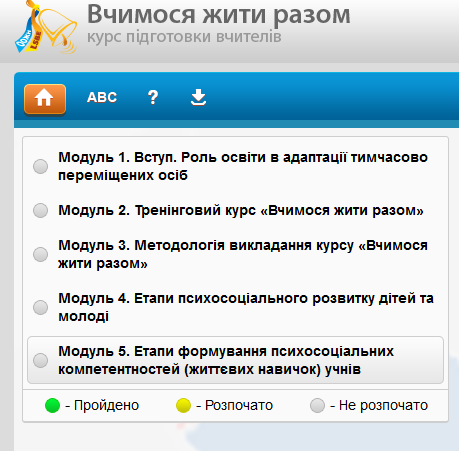 Вчимося жити разом
курс підготовки вчителів
LSBE
ABC
?
Модуль 1. Вступ. Роль освіти в адаптації тимчасово
переміщених осіб
Модуль 2. Тренінговий курс «Вчимося жити разом»
Модуль 3. Методологія викладання курсу «Вчимося
жити разом»
Модуль 4. Етапи психосоціального розвитку дітей та
молоді
Модуль 5. Етапи формування психосоціальних
компетентностей (життєвих навичок) учнів
- Пройдено - Розпочато - Не розпочато